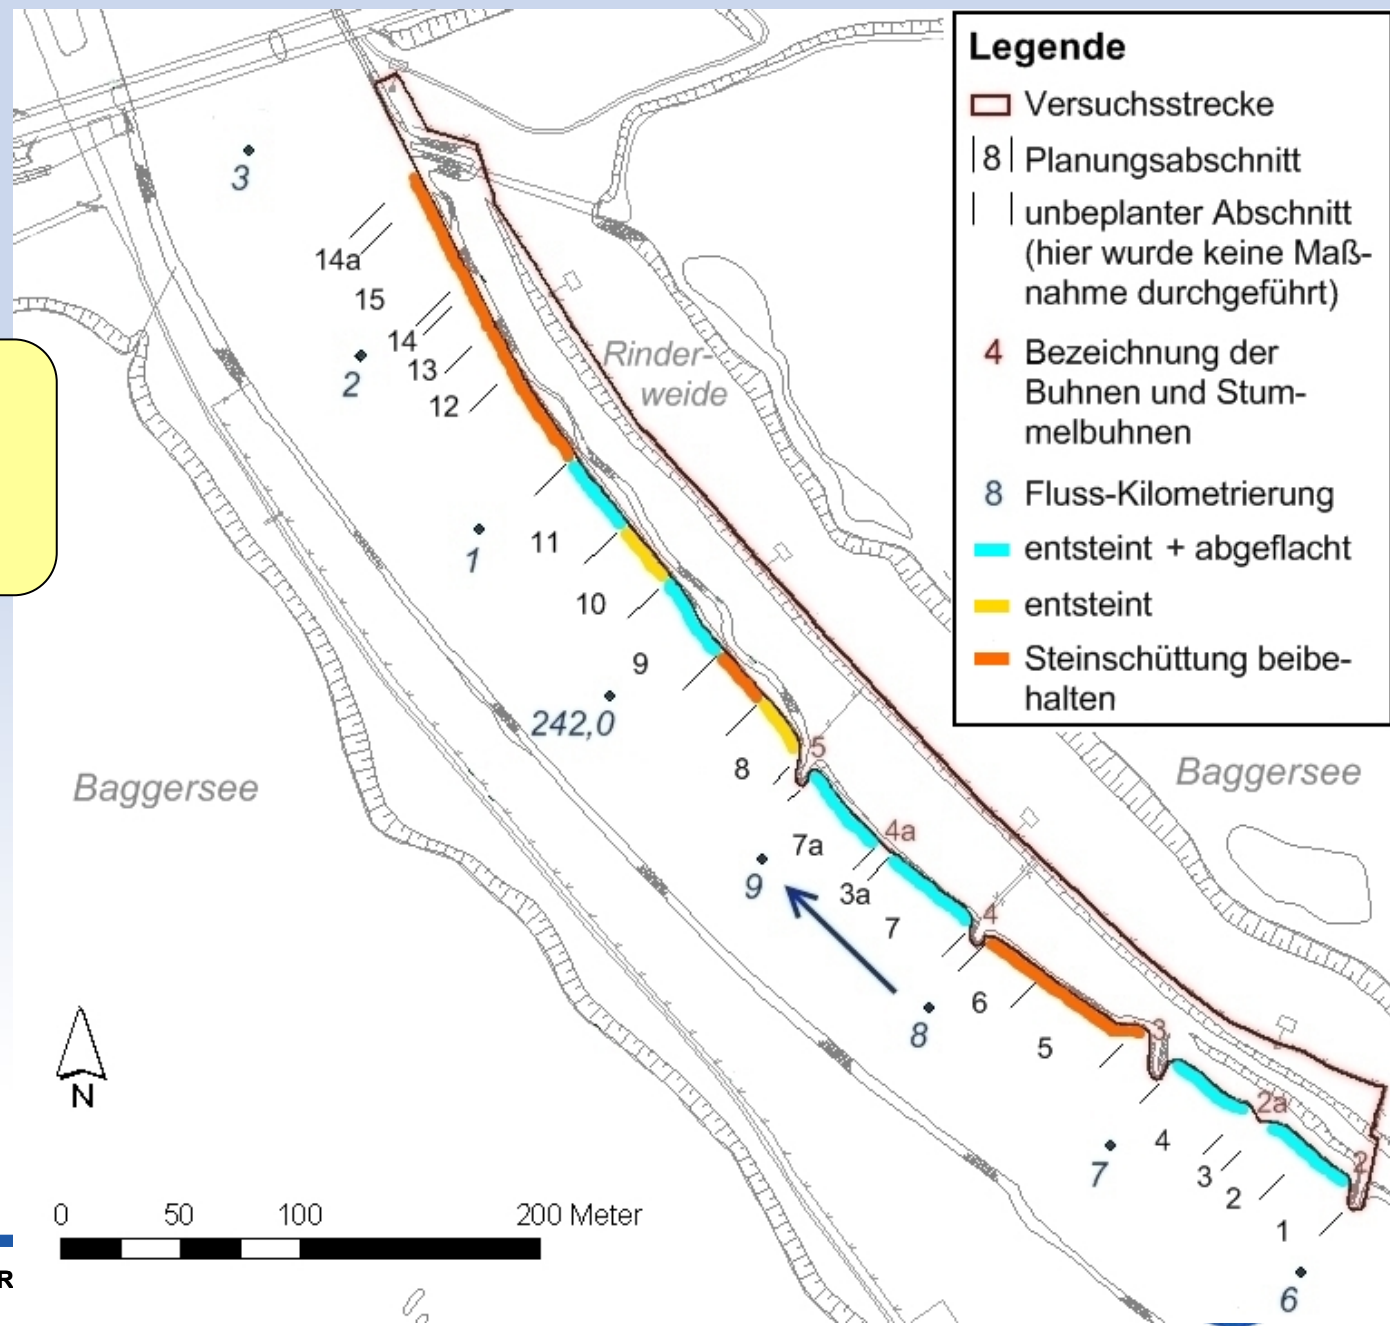 Legende
Versuchsstrecke
8 Planungsabschnitt
unbeplanter Abschnitt
(hier wurde keine Maß-
nahme durchgeführt)
4 Bezeichnung der
Buhnen und Stum-
melbuhnen
8 Fluss-Kilometrierung
entsteint + abgeflacht
entsteint
Steinschüttung beibe-
halten
3
14a
15
2
14
13
12
Rinder-
weide
1
11
10
9
242,0
8
5
Baggersee
Baggersee
7a
4a
9
3a
7
4
6
8
5
3
2a
7
4
3
2
2
1
6
N
0 50 100 200 Meter
R